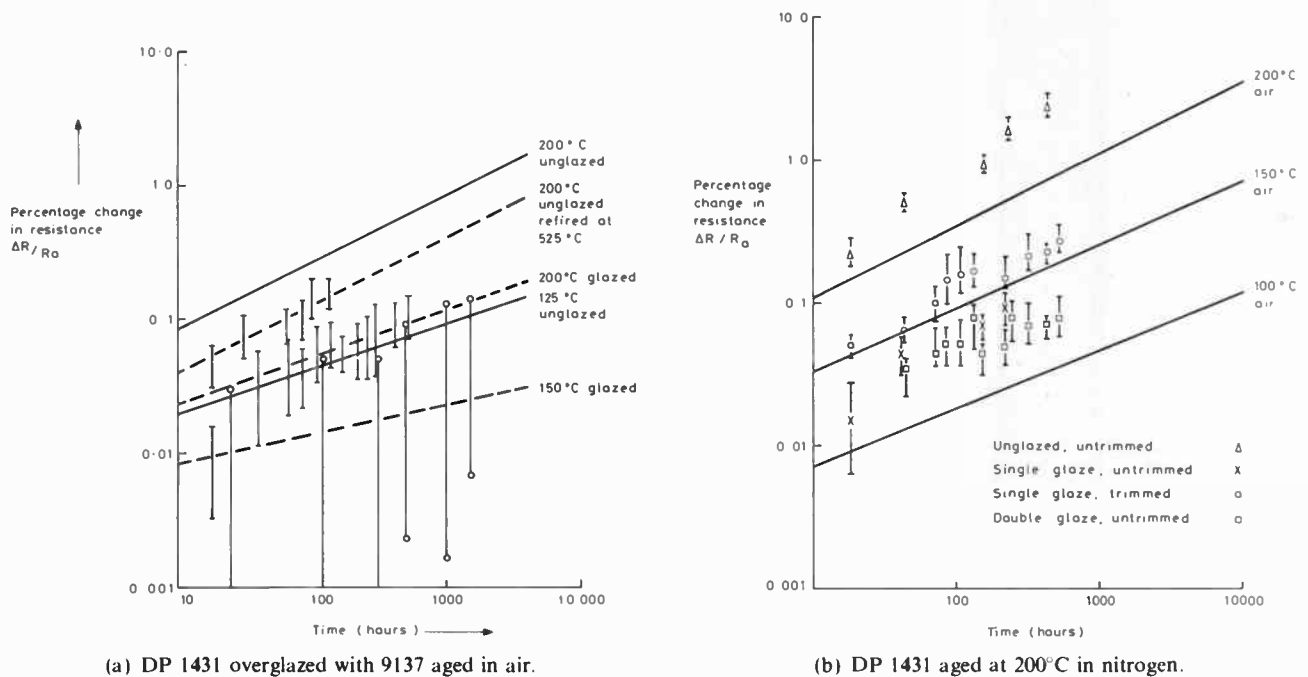 10·0
1 0
0 1
0·01
0 001
Percentage change
in resistance
ΔR/Ro
200°C
unglazed
200°C
unglazed
refired at
525°C
200°C glazed
125°C
unglazed
150°C glazed
10
100
1000
10 000
Time (hours)
(a) DP 1431 overglazed with 9137 aged in air.
10 0
1 0
0 1
0 01
0 001
Percentage
change in
resistance
ΔR/Ro
200°C
air
150°C
air
100°C
air
Unglazed, untrimmed
Single glaze, untrimmed
Single glaze, trimmed
Double glaze, untrimmed
100
1000
10000
Time (hours)
(b) DP 1431 aged at 200°C in nitrogen.